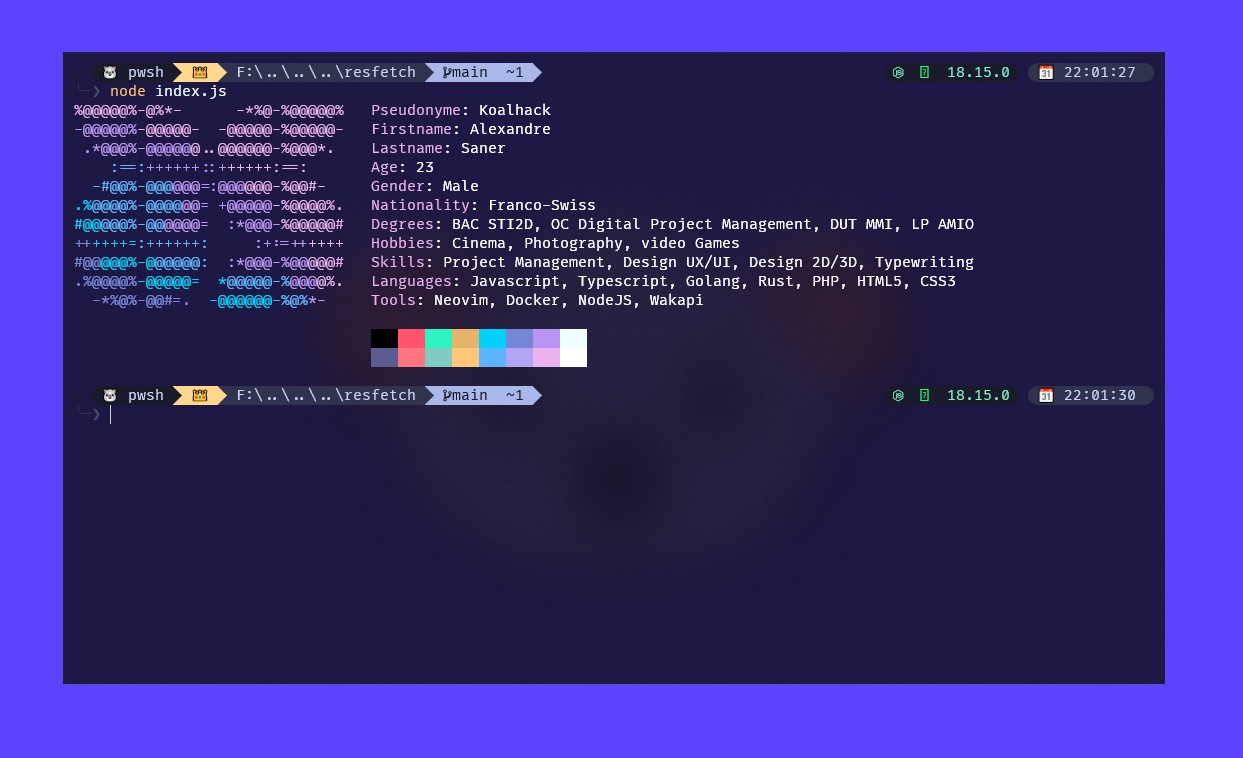 pwsh F:\..\..\..\resfetch main ~1 18.15.0 22:01:27
❯ node index.js
%@@@@@%-@%*- -*%@-%@@@@@% Pseudonyme: Koalhack
-@@@@@%-@@@@@- -@@@@@-%@@@@@- Firstname: Alexandre
.*@@@%-@@@@@@..@@@@@@-%@@@*. Lastname: Saner
:==:++++++::++++++:==: Age: 23
-#@@%-@@@@@@=:@@@@@@-%@@#- Gender: Male
.%@@@@%-@@@@@@= +@@@@@-%@@@@%. Nationality: Franco-Swiss
#@@@@@%-@@@@@@= :*@@@-%@@@@@# Degrees: BAC STI2D, OC Digital Project Management, DUT MMI, LP AMIO
++++++=:++++++: :+:=++++++ Hobbies: Cinema, Photography, video Games
#@@@@@%-@@@@@@: :*@@@-%@@@@@# Skills: Project Management, Design UX/UI, Design 2D/3D, Typewriting
.%@@@@%-@@@@@= *@@@@@-%@@@@%. Languages: Javascript, Typescript, Golang, Rust, PHP, HTML5, CSS3
-*%@%-@@#=. -@@@@@@-%@%*- Tools: Neovim, Docker, NodeJS, Wakapi
pwsh F:\..\..\..\resfetch main ~1 18.15.0 22:01:30
❯